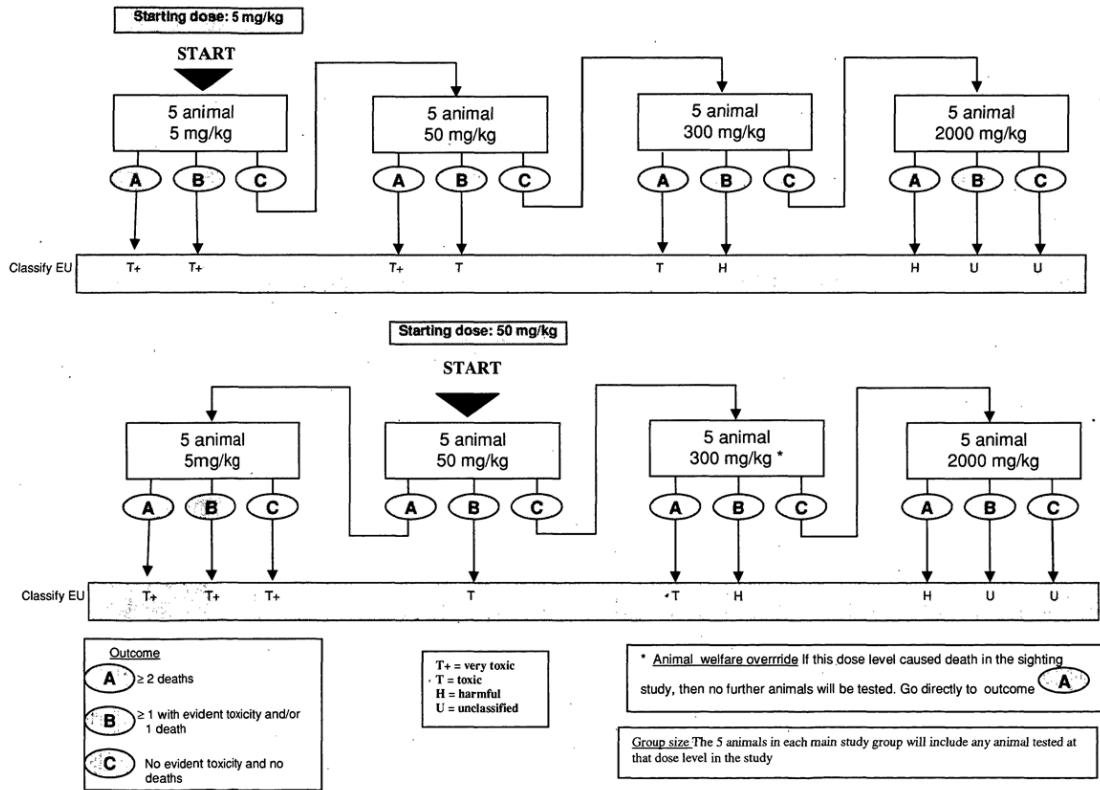 Starting dose: 5 mg/kg
START
5 animal
5 mg/kg
5 animal
50 mg/kg
5 animal
300 mg/kg
5 animal
2000 mg/kg
A B C A B C A B C A B C
Classify EU T+ T+ T+ T T H H U U
Starting dose: 50 mg/kg
START
5 animal
5mg/kg
5 animal
50 mg/kg
5 animal
300 mg/kg *
5 animal
2000 mg/kg
A B C A B C A B C A B C
Classify EU T+ T+ T+ T T H H U U
Outcome
A ≥ 2 deaths
B ≥ 1 with evident toxicity and/or
1 death
C No evident toxicity and no
deaths
T+ = very toxic
T = toxic
H = harmful
U = unclassified
* Animal welfare overrride If this dose level caused death in the sighting
study, then no further animals will be tested. Go directly to outcome A
Group size The 5 animals in each main study group will include any animal tested at
that dose level in the study